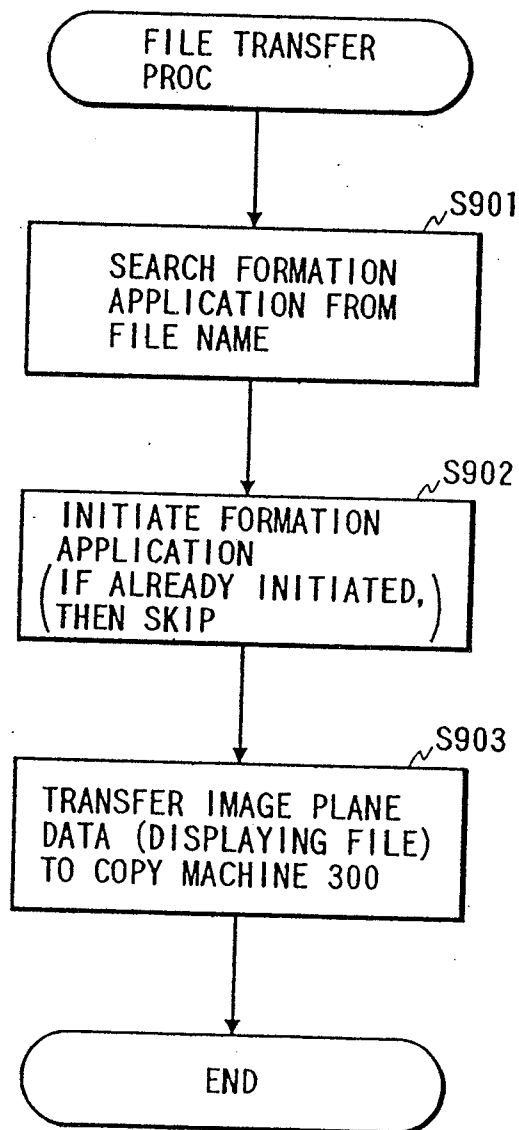 FILE TRANSFER
PROC
S901
SEARCH FORMATION
APPLICATION FROM
FILE NAME
S902
INITIATE FORMATION
APPLICATION
(IF ALREADY INITIATED,
THEN SKIP)
S903
TRANSFER IMAGE PLANE
DATA (DISPLAYING FILE)
TO COPY MACHINE 300
END